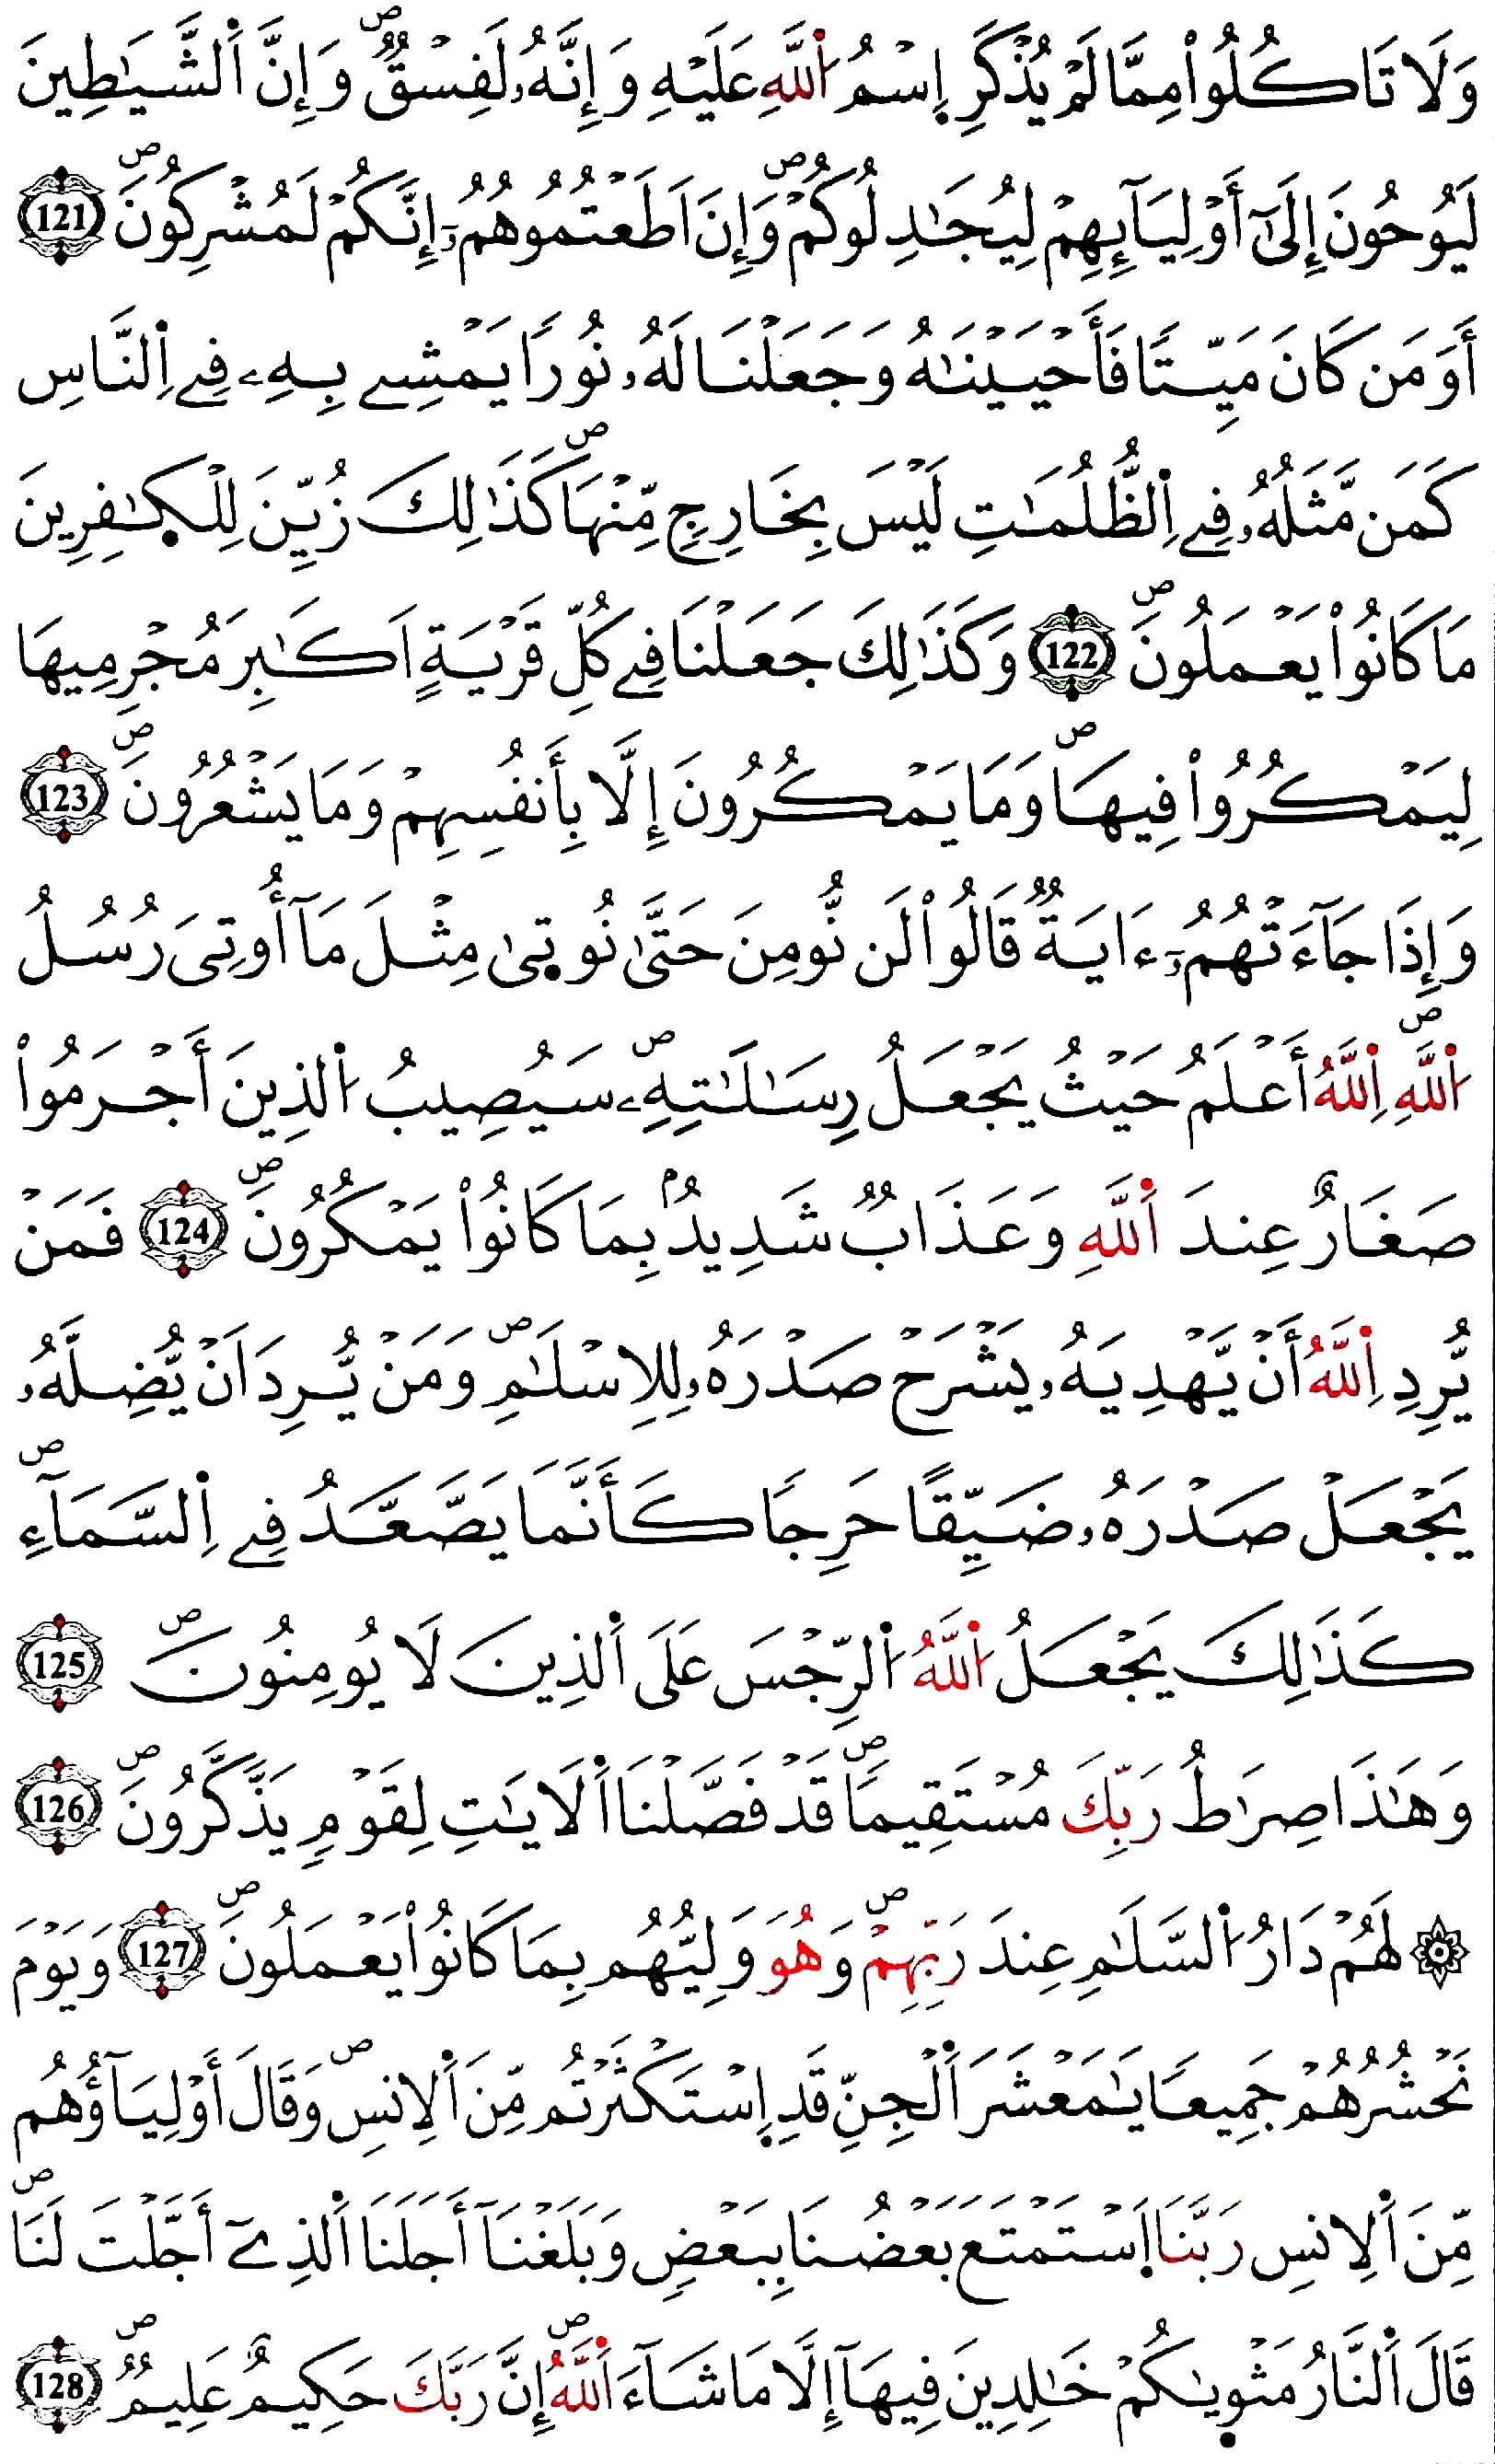 وَلَا تَاكُلُواْ مِمَّا لَمْ يُذْكَرِ اِسْمُ اُ۬للَّهِ عَلَيْهِ وَإِنَّهُۥ لَفِسْقٞۖ وَإِنَّ اَ۬لشَّيَٰطِينَ
لَيُوحُونَ إِلَىٰٓ أَوْلِيَآئِهِمْ لِيُجَٰدِلُوكُمْۖ وَإِنَ اَطَعْتُمُوهُمُۥٓ إِنَّكُمْ لَمُشْرِكُونَۖ 121
أَوَمَن كَانَ مَيِّتاٗ فَأَحْيَيْنَٰهُ وَجَعَلْنَا لَهُۥ نُوراٗ يَمْشِے بِهِۦ فِے اِ۬لنَّاسِ
كَمَن مَّثَلُهُۥ فِے اِ۬لظُّلُمَٰتِ لَيْسَ بِخَارِجٖ مِّنْهَاۖ كَذَٰلِكَ زُيِّنَ لِلْكٰ۪فِرِينَ
مَا كَانُواْ يَعْمَلُونَۖ 122 وَكَذَٰلِكَ جَعَلْنَا فِے كُلِّ قَرْيَةٍ اَكَٰبِرَ مُجْرِمِيهَا
لِيَمْكُرُواْ فِيهَاۖ وَمَا يَمْكُرُونَ إِلَّا بِأَنفُسِهِمْ وَمَا يَشْعُرُونَۖ 123
وَإِذَا جَآءَتْهُمُۥٓ ءَايَةٞ قَالُواْ لَن نُّومِنَ حَتَّىٰ نُوت۪ىٰ مِثْلَ مَآ أُوتِىَ رُسُلُ
اُ۬للَّهِۖ اِ۬للَّهُ أَعْلَمُ حَيْثُ يَجْعَلُ رِسَٰلَٰتِهِۦۖ سَيُصِيبُ اُ۬لذِينَ أَجْرَمُواْ
صَغَارٌ عِندَ اَ۬للَّهِ وَعَذَابٞ شَدِيدُۢ بِمَا كَانُواْ يَمْكُرُونَۖ 124 فَمَنْ
يُّرِدِ اِ۬للَّهُ أَنْ يَّهْدِيَهُۥ يَشْرَحْ صَدْرَهُۥ لِلِاسْلَٰمِۖ وَمَنْ يُّرِدَ اَنْ يُّضِلَّهُۥ
يَجْعَلْ صَدْرَهُۥ ضَيِّقاً حَرِجاٗ كَأَنَّمَا يَصَّعَّدُ فِے اِ۬لسَّمَآءِۖ
كَذَٰلِكَ يَجْعَلُ اُ۬للَّهُ اُ۬لرِّجْسَ عَلَى اَ۬لذِينَ لَا يُومِنُونَۖ 125
وَهَٰذَا صِرَٰطُ رَبِّكَ مُسْتَقِيماٗۖ قَدْ فَصَّلْنَا اَ۬لَايَٰتِ لِقَوْمٖ يَذَّكَّرُونَۖ 126
۞ لَهُمْ دَارُ اُ۬لسَّلَٰمِ عِندَ رَبِّهِمْۖ وَهُوَ وَلِيُّهُم بِمَا كَانُواْ يَعْمَلُونَۖ 127 وَيَوْمَ
نَحْشُرُهُمْ جَمِيعاٗ يَٰمَعْشَرَ اَ۬لْجِنِّ قَدِ اِ۪سْتَكْثَرْتُم مِّنَ اَ۬لِانسِۖ وَقَالَ أَوْلِيَآؤُهُم
مِّنَ اَ۬لِانسِ رَبَّنَا اَ۪سْتَمْتَعَ بَعْضُنَا بِبَعْضٖ وَبَلَغْنَآ أَجَلَنَا اَ۬لذِےٓ أَجَّلْتَ لَنَاۖ
قَالَ اَ۬لنَّارُ مَثْو۪يٰكُمْ خَٰلِدِينَ فِيهَآ إِلَّا مَا شَآءَ اَ۬للَّهُۖ إِنَّ رَبَّكَ حَكِيمٌ عَلِيمٞۖ 128